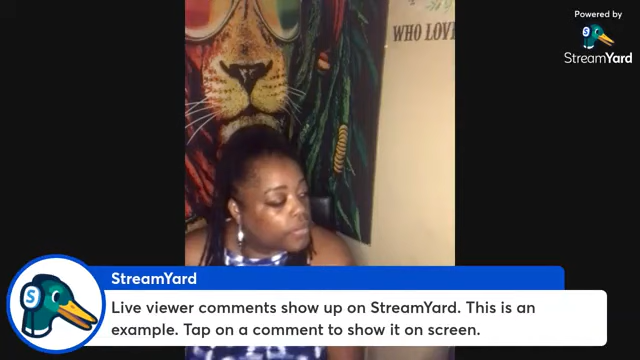 WHO LOV
Powered by
StreamYard
S
StreamYard
Live viewer comments show up on StreamYard. This is an
example. Tap on a comment to show it on screen.